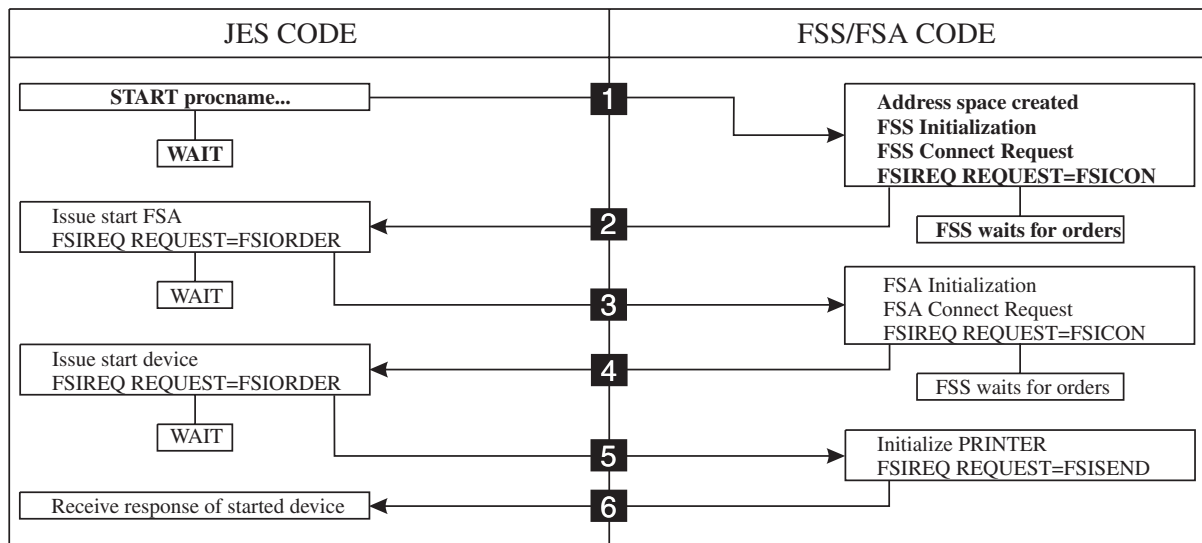 JES CODE
FSS/FSA CODE
START procname...
1
Address space created
FSS Initialization
FSS Connect Request
FSIREQ REQUEST=FSICON
WAIT
Issue start FSA
FSIREQ REQUEST=FSIORDER
2
FSS waits for orders
WAIT
3
FSA Initialization
FSA Connect Request
FSIREQ REQUEST=FSICON
Issue start device
FSIREQ REQUEST=FSIORDER
4
FSS waits for orders
WAIT
5
Initialize PRINTER
FSIREQ REQUEST=FSISEND
Receive response of started device
6